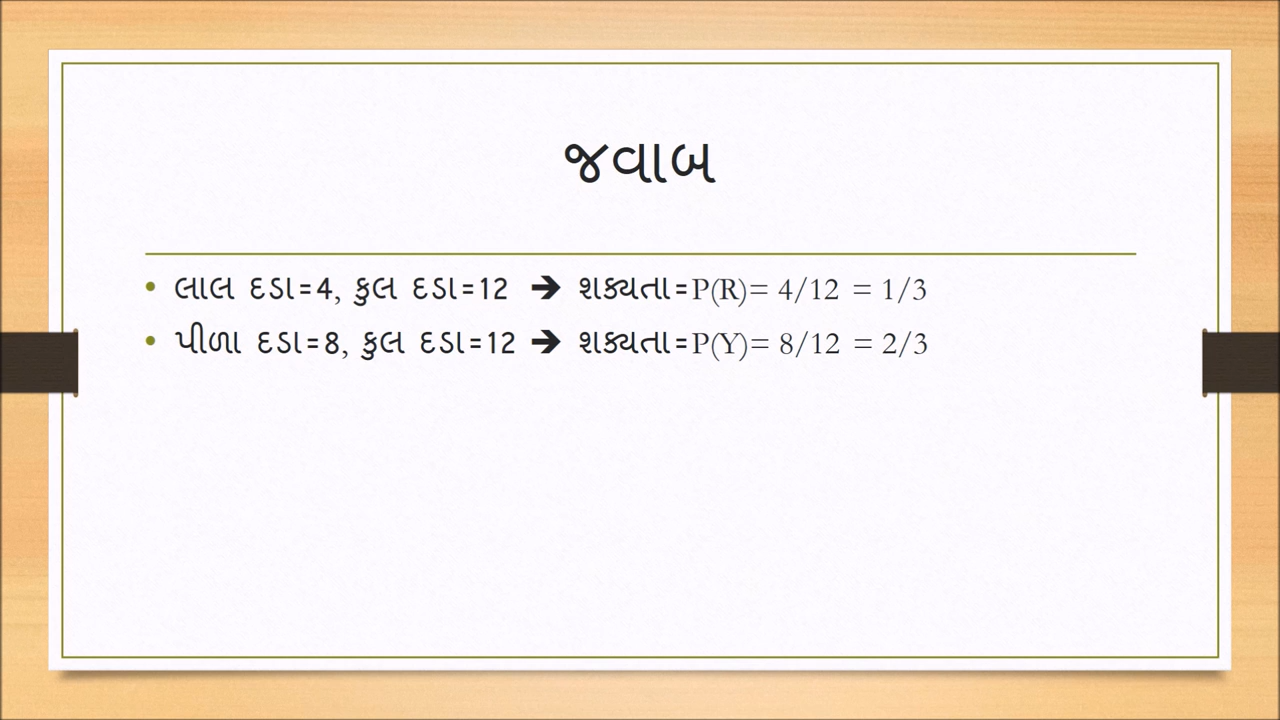 જવાબ
• લાલ દડા=4, કુલ દડા=12 ➔ શક્યતા=P(R)= 4/12 = 1/3
• પીળા દડા=8, કુલ દડા=12 ➔ શક્યતા=P(Y)= 8/12 = 2/3